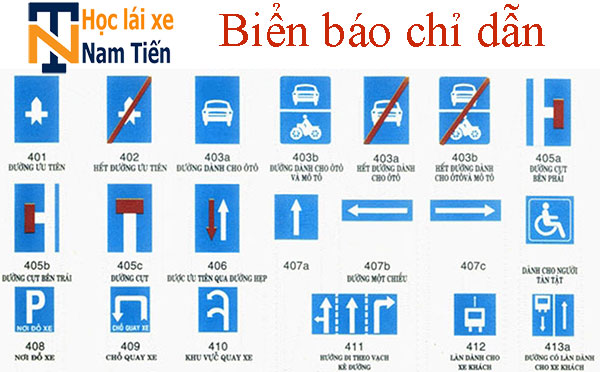 Học lái xe
Nam Tiến
Biển báo chỉ dẫn
401
ĐƯỜNG ƯU TIÊN
402
HẾT ĐƯỜNG ƯU TIÊN
403a
ĐƯỜNG DÀNH CHO ÔTÔ
403b
ĐƯỜNG DÀNH CHO ÔTÔ
VÀ MÔ TÔ
403a
HẾT ĐƯỜNG DÀNH
CHO ÔTÔ
403b
HẾT ĐƯỜNG DÀNH
CHO ÔTÔVÀ MÔ TÔ
405a
ĐƯỜNG CỤT
BÊN PHẢI
405b
ĐƯỜNG CỤT BÊN TRÁI
405c
ĐƯỜNG CỤT
406
ĐƯỢC ƯU TIÊN QUA ĐƯỜNG HẸP
407a
407b
ĐƯỜNG MỘT CHIỀU
407c
DÀNH CHO NGƯỜI
TÀN TẬT
P
NƠI ĐỖ XE
408
NƠI ĐỖ XE
CHỖ QUAY XE
409
CHỖ QUAY XE
410
KHU VỰC QUAY XE
411
HƯỚNG ĐI THEO VẠCH
KẺ ĐƯỜNG
412
LÀN DÀNH CHO
XE KHÁCH
413a
ĐƯỜNG CÓ LÀN DÀNH
CHO XE KHÁCH